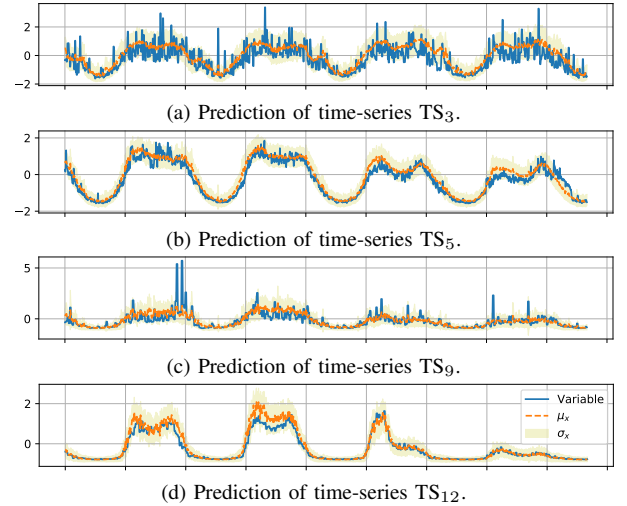 2
0
−2
(a) Prediction of time-series TS3.
2
0
−2
(b) Prediction of time-series TS5.
5
0
(c) Prediction of time-series TS9.
2
0
Variable
μx
σx
(d) Prediction of time-series TS12.